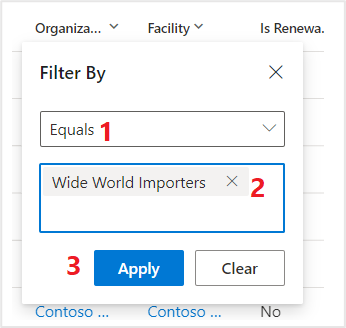 Organiza... Facility Is Renewa.
Filter By
Equals 1
Wide World Importers 2
3 Apply Clear
Contoso ... Contoso ... No